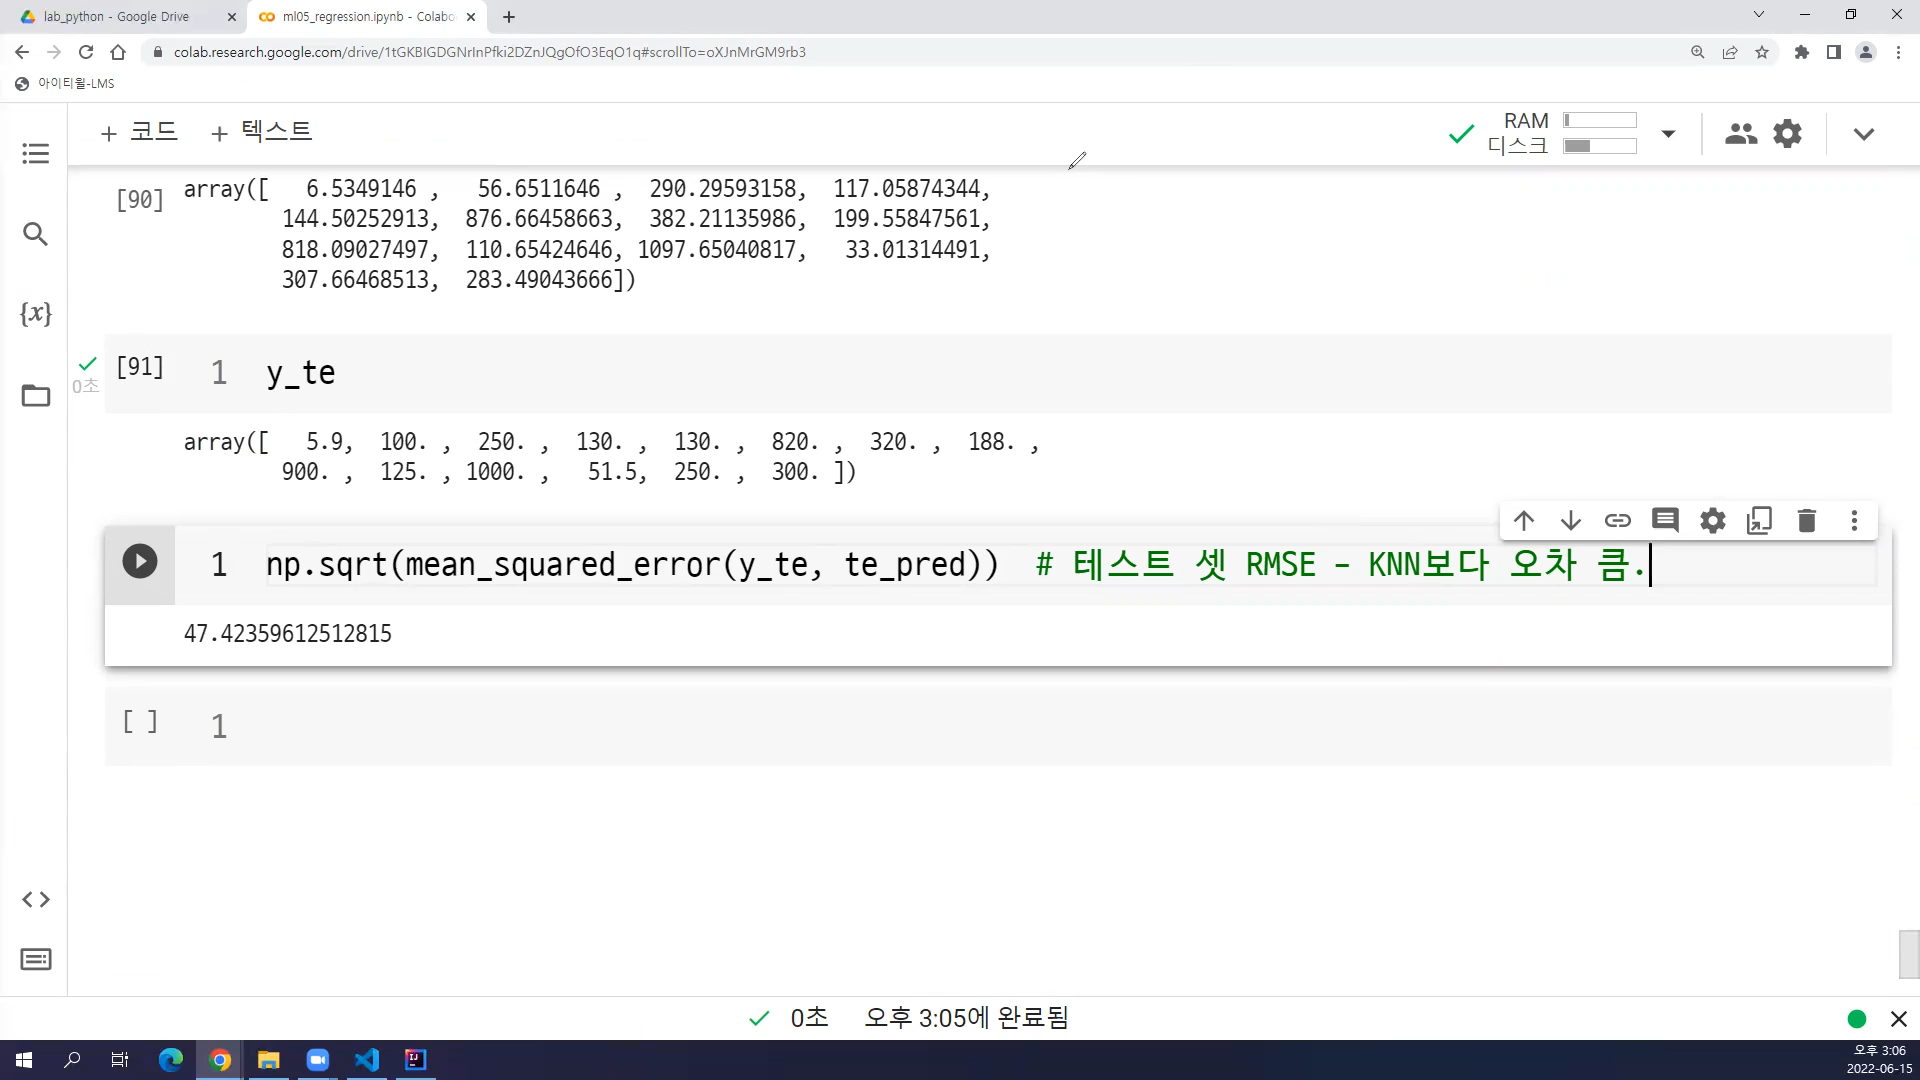 lab_python - Google Drive
ml05_regression.ipynb - Colabo
colab.research.google.com/drive/1tGKBIGDGNrInPfki2DZnJQgOfO3EqO1q#scrollTo=oXJnMrGM9rb3
아이티윌-LMS
+ 코드 + 텍스트
RAM
디스크
[90] array([ 6.5349146 , 56.6511646 , 290.29593158, 117.05874344,
144.50252913, 876.66458663, 382.21135986, 199.55847561,
818.09027497, 110.65424646, 1097.65040817, 33.01314491,
307.66468513, 283.49043666])
[91] 1 y_te
0초
array([ 5.9, 100. , 250. , 130. , 130. , 820. , 320. , 188. ,
900. , 125. , 1000. , 51.5, 250. , 300. ])
1 np.sqrt(mean_squared_error(y_te, te_pred)) # 테스트 셋 RMSE - KNN보다 오차 큼.
47.42359612512815
[ ] 1
0초 오후 3:05에 완료됨
오후 3:06
2022-06-15